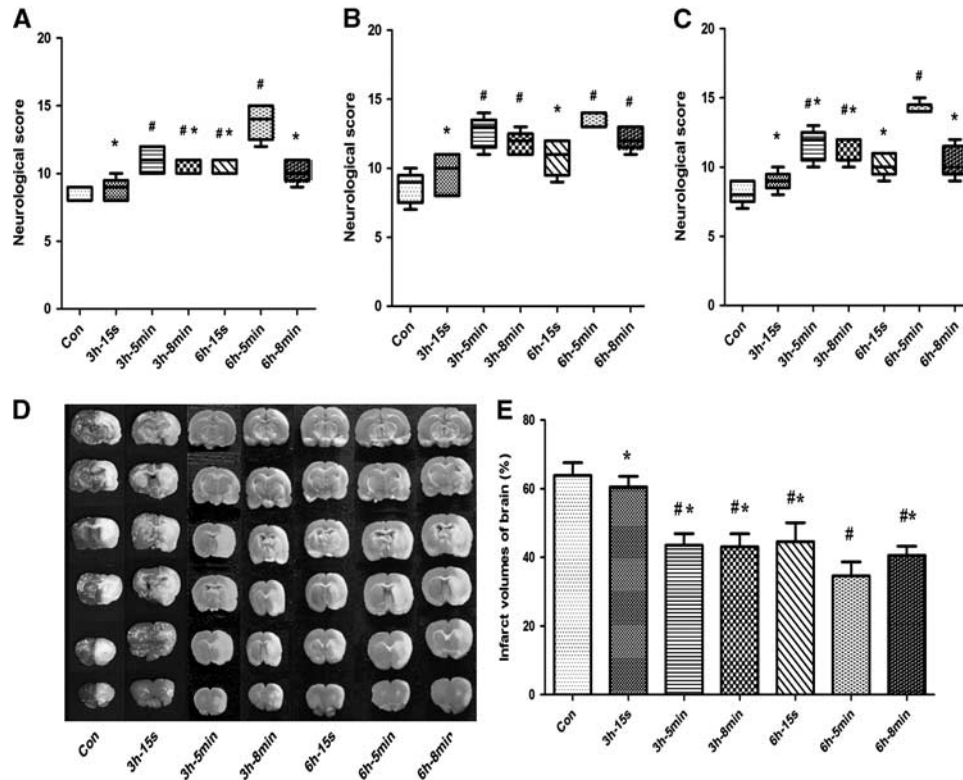 A
Neurological score
20
15
10
5
0
*
#
# *
# *
#
*
Con
3h-15s
3h-5min
3h-8min
6h-15s
6h-5min
6h-8min
B
Neurological score
20
15
10
5
0
*
#
#
*
#
#
Con
3h-15s
3h-5min
3h-8min
6h-15s
6h-5min
6h-8min
C
Neurological score
20
15
10
5
0
*
#*
#*
*
#
*
Con
3h-15s
3h-5min
3h-8min
6h-15s
6h-5min
6h-8min
D
Con
3h-15s
3h-5min
3h-8min
6h-15s
6h-5min
6h-8min
E
Infarct volumes of brain (%)
80
60
40
20
0
*
#*
#*
#*
#
#*
Con
3h-15s
3h-5min
3h-8min
6h-15s
6h-5min
6h-8min